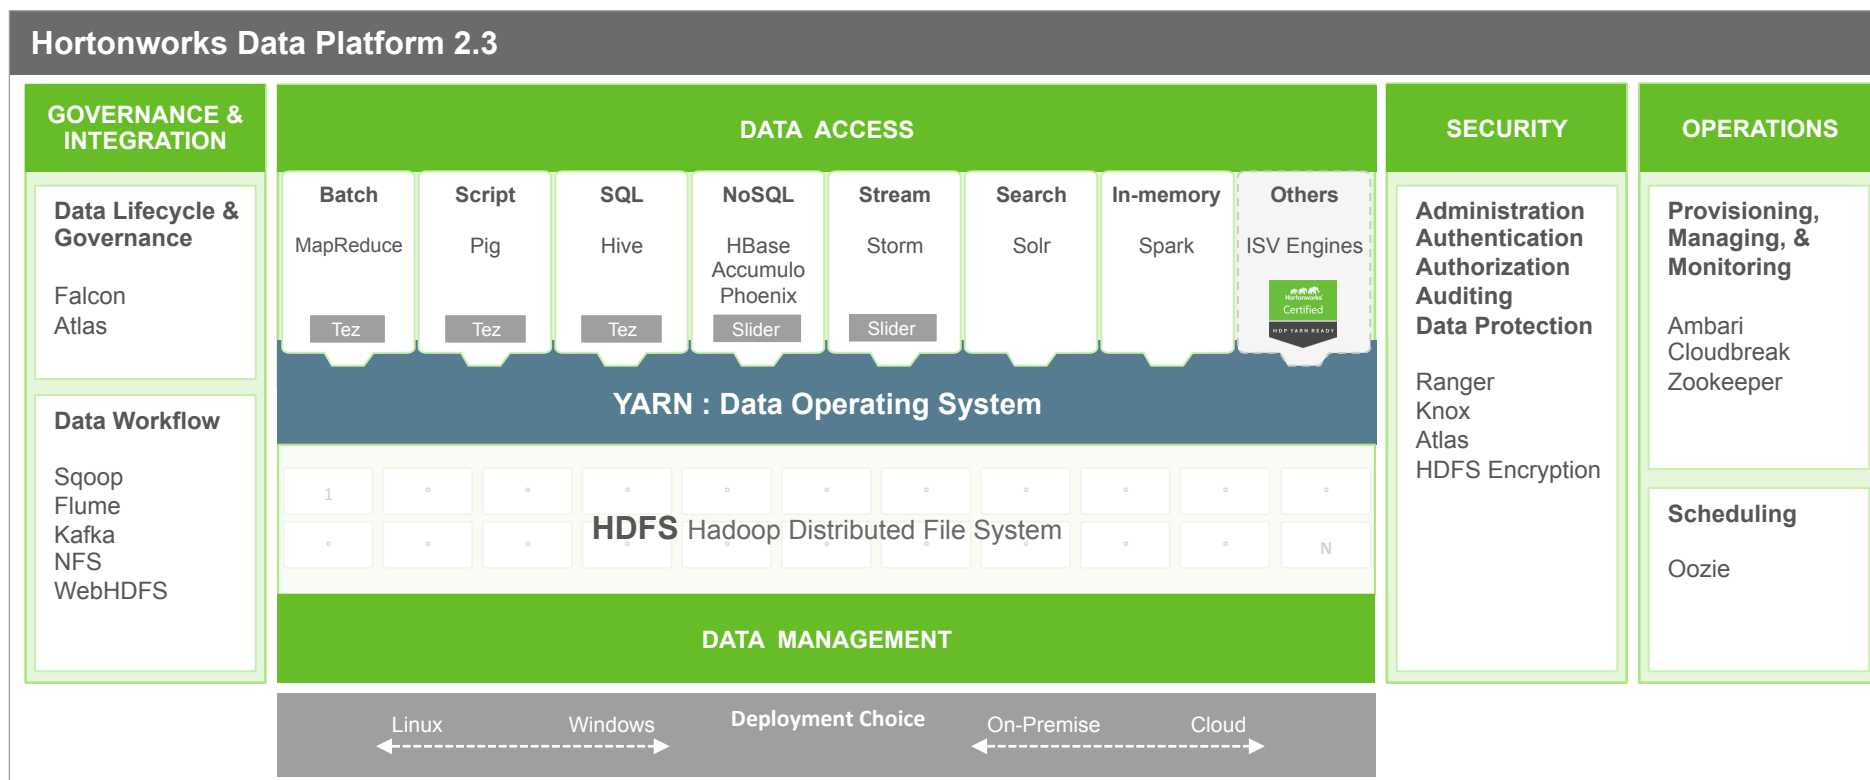 Hortonworks Data Platform 2.3
GOVERNANCE &
INTEGRATION
Data Lifecycle &
Governance
Falcon
Atlas
Data Workflow
Sqoop
Flume
Kafka
NFS
WebHDFS
DATA ACCESS
Batch
MapReduce
Tez
Script
Pig
Tez
SQL
Hive
Tez
NoSQL
HBase
Accumulo
Phoenix
Slider
Stream
Storm
Slider
Search
Solr
In-memory
Spark
Others
ISV Engines
Hortonworks
Certified
HDP YARN READY
YARN : Data Operating System
1
HDFS Hadoop Distributed File System
N
DATA MANAGEMENT
Deployment Choice
Linux Windows
On-Premise Cloud
SECURITY
Administration
Authentication
Authorization
Auditing
Data Protection
Ranger
Knox
Atlas
HDFS Encryption
OPERATIONS
Provisioning,
Managing, &
Monitoring
Ambari
Cloudbreak
Zookeeper
Scheduling
Oozie